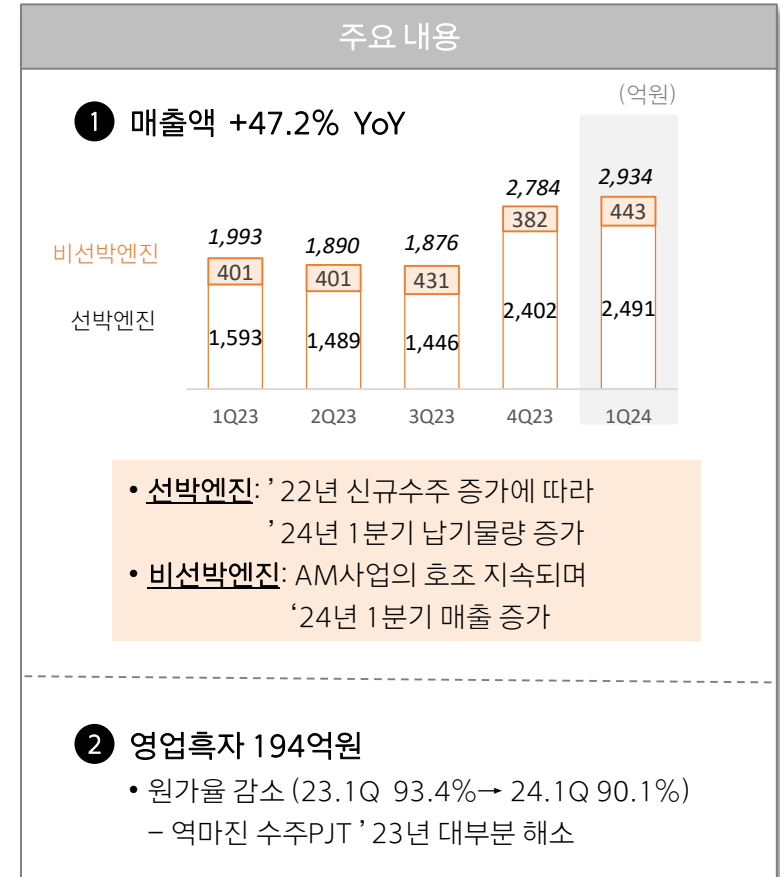 주요 내용
(억원)
❶ 매출액 +47.2% YoY
2,784 2,934
382 443
1,993 1,890 1,876
비선박엔진
401 401 431
2,402 2,491
선박엔진
1,593 1,489 1,446
1Q23 2Q23 3Q23 4Q23 1Q24
• 선박엔진: ’22년 신규수주 증가에 따라
’24년 1분기 납기물량 증가
• 비선박엔진: AM사업의 호조 지속되며
‘24년 1분기 매출 증가
❷ 영업흑자 194억원
• 원가율 감소 (23.1Q 93.4%→ 24.1Q 90.1%)
– 역마진 수주PJT ’23년 대부분 해소